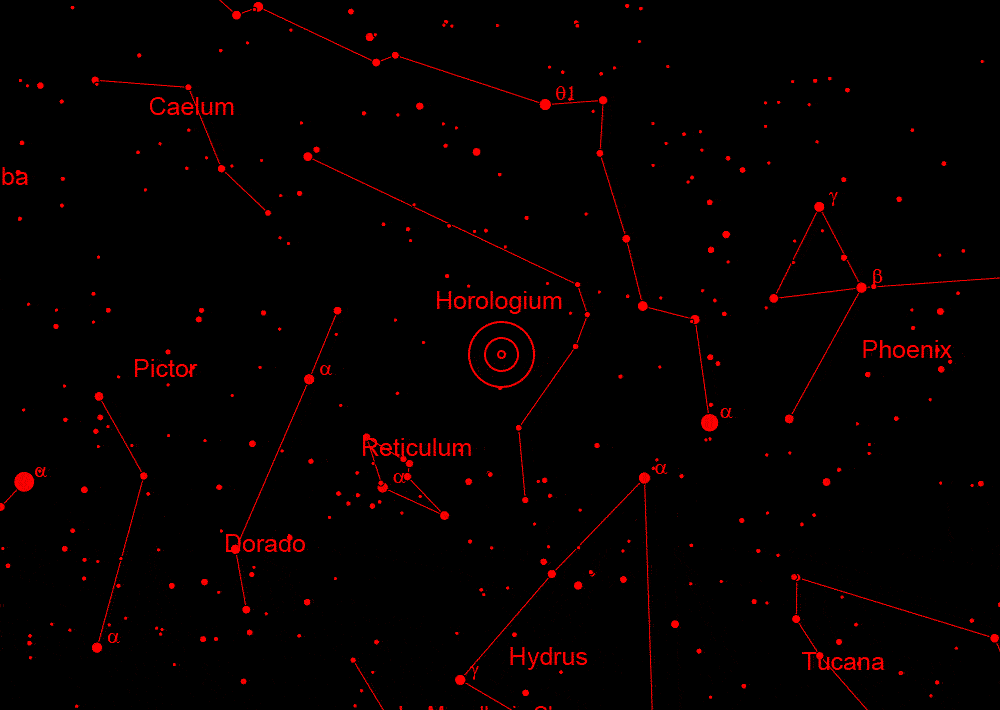 θ1
Caelum
ba
γ
β
Horologium
Phoenix
Pictor
α
α
Reticulum
α
α
α
Dorado
α
Hydrus
γ
Tucana